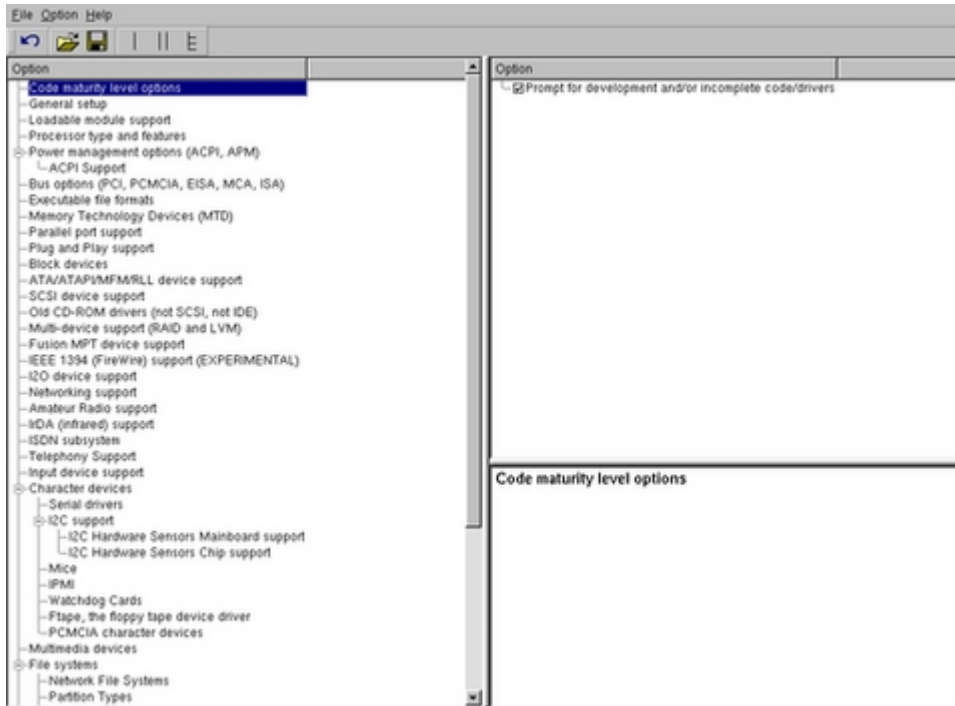 File Option Help
Option
Code maturity level options
General setup
Loadable module support
Processor type and features
Power management options (ACPI, APM)
ACPI Support
Bus options (PCI, PCMCIA, EISA, MCA, ISA)
Executable file formats
Memory Technology Devices (MTD)
Parallel port support
Plug and Play support
Block devices
ATA/ATAPI/MFM/RLL device support
SCSI device support
Old CD-ROM drivers (not SCSI, not IDE)
Multi-device support (RAID and LVM)
Fusion MPT device support
IEEE 1394 (FireWire) support (EXPERIMENTAL)
I2O device support
Networking support
Amateur Radio support
IrDA (infrared) support
ISDN subsystem
Telephony Support
Input device support
Character devices
Serial drivers
I2C support
I2C Hardware Sensors Mainboard support
I2C Hardware Sensors Chip support
Mice
IPMI
Watchdog Cards
Ftape, the floppy tape device driver
PCMCIA character devices
Multimedia devices
File systems
Network File Systems
Partition Types
Option
Prompt for development and/or incomplete code/drivers
Code maturity level options